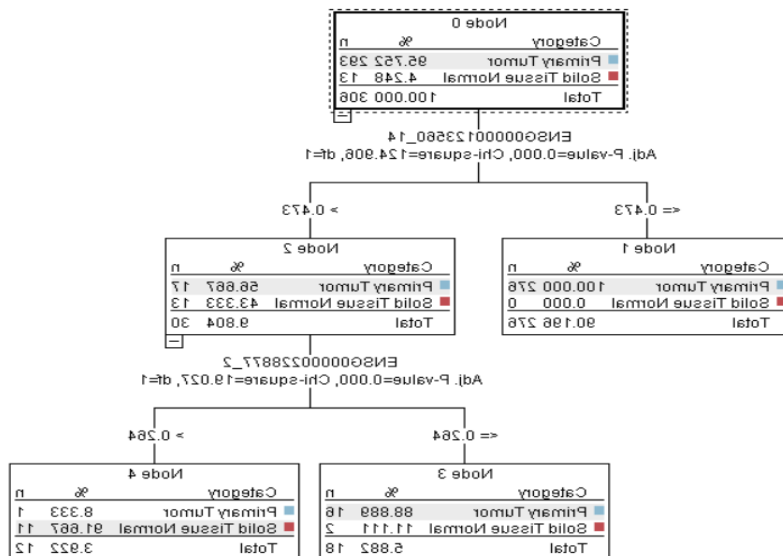 Node 0
Category % n
Primary Tumor 95.752 293
Solid Tissue Normal 4.248 13
Total 100.000 306
ENSG00000123560_14
Adj. P-value=0.000, Chi-square=124.906, df=1
<= 0.473
> 0.473
Node 1
Category % n
Primary Tumor 100.000 276
Solid Tissue Normal 0.000 0
Total 90.196 276
Node 2
Category % n
Primary Tumor 56.667 17
Solid Tissue Normal 43.333 13
Total 9.804 30
ENSG00000228877_2
Adj. P-value=0.000, Chi-square=19.027, df=1
<= 0.264
> 0.264
Node 3
Category % n
Primary Tumor 88.889 16
Solid Tissue Normal 11.111 2
Total 5.882 18
Node 4
Category % n
Primary Tumor 8.333 1
Solid Tissue Normal 91.667 11
Total 3.922 12